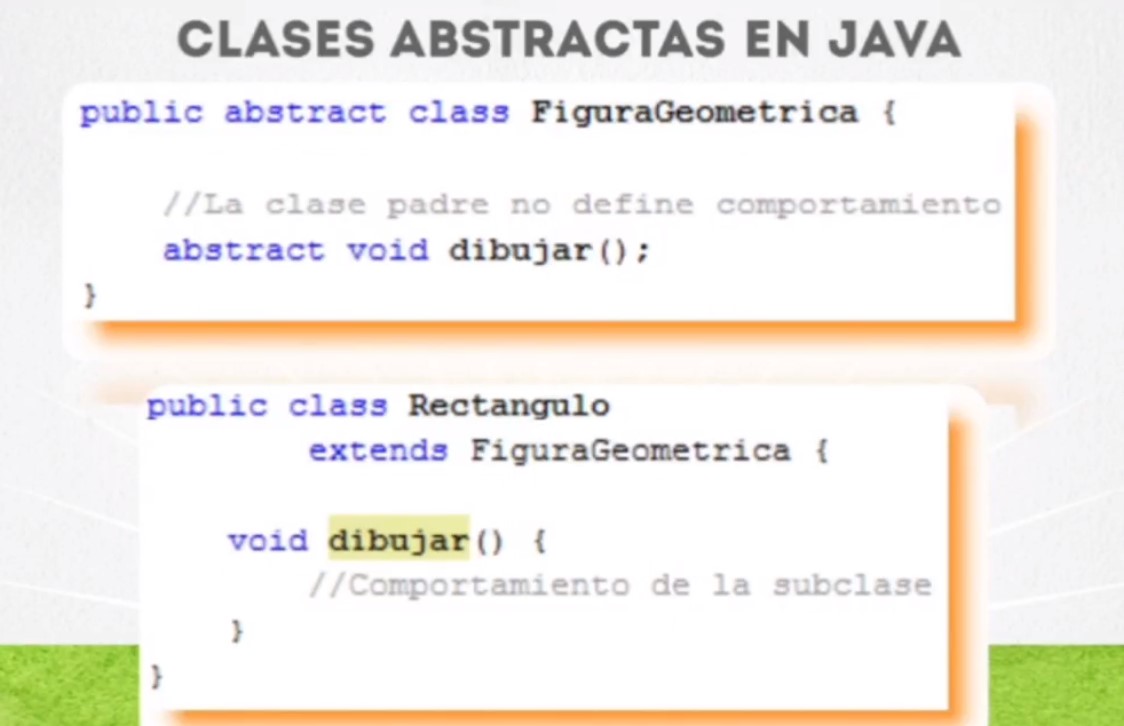 CLASES ABSTRACTAS EN JAVA
public abstract class FiguraGeometrica {
//La clase padre no define comportamiento
abstract void dibujar();
}
public class Rectangulo
extends FiguraGeometrica {
void dibujar() {
//Comportamiento de la subclase
}
}